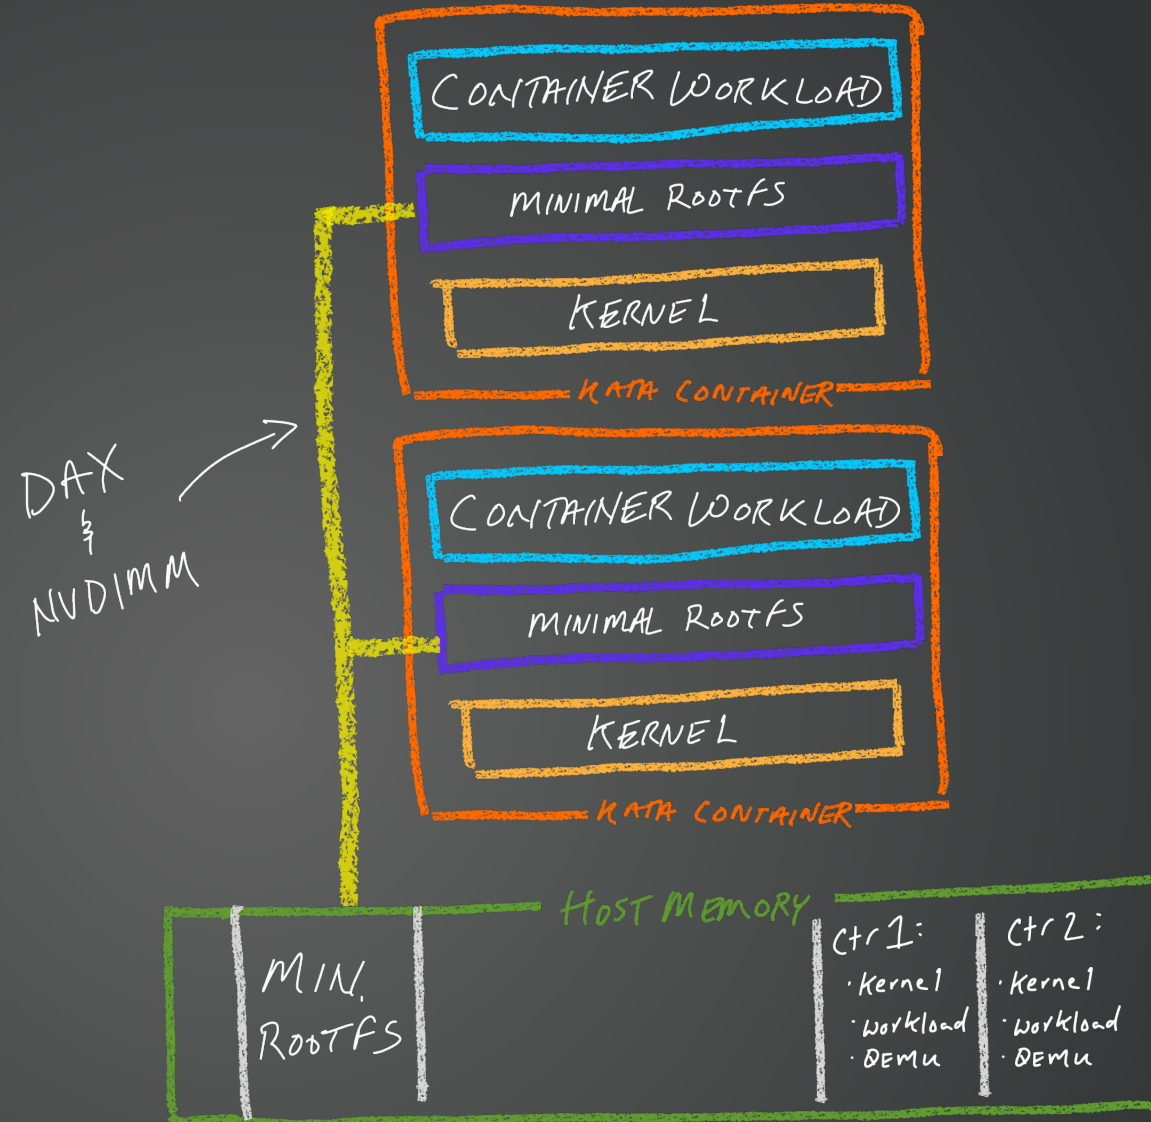 CONTAINER WORKLOAD
MINIMAL ROOTFS
KERNEL
KATA CONTAINER
DAX
&
NVDIMM
CONTAINER WORKLOAD
MINIMAL ROOTFS
KERNEL
KATA CONTAINER
HOST MEMORY
MIN.
ROOTFS
Ctr 1:
· Kernel
· workload
· QEMU
Ctr 2:
· Kernel
· workload
· QEMU